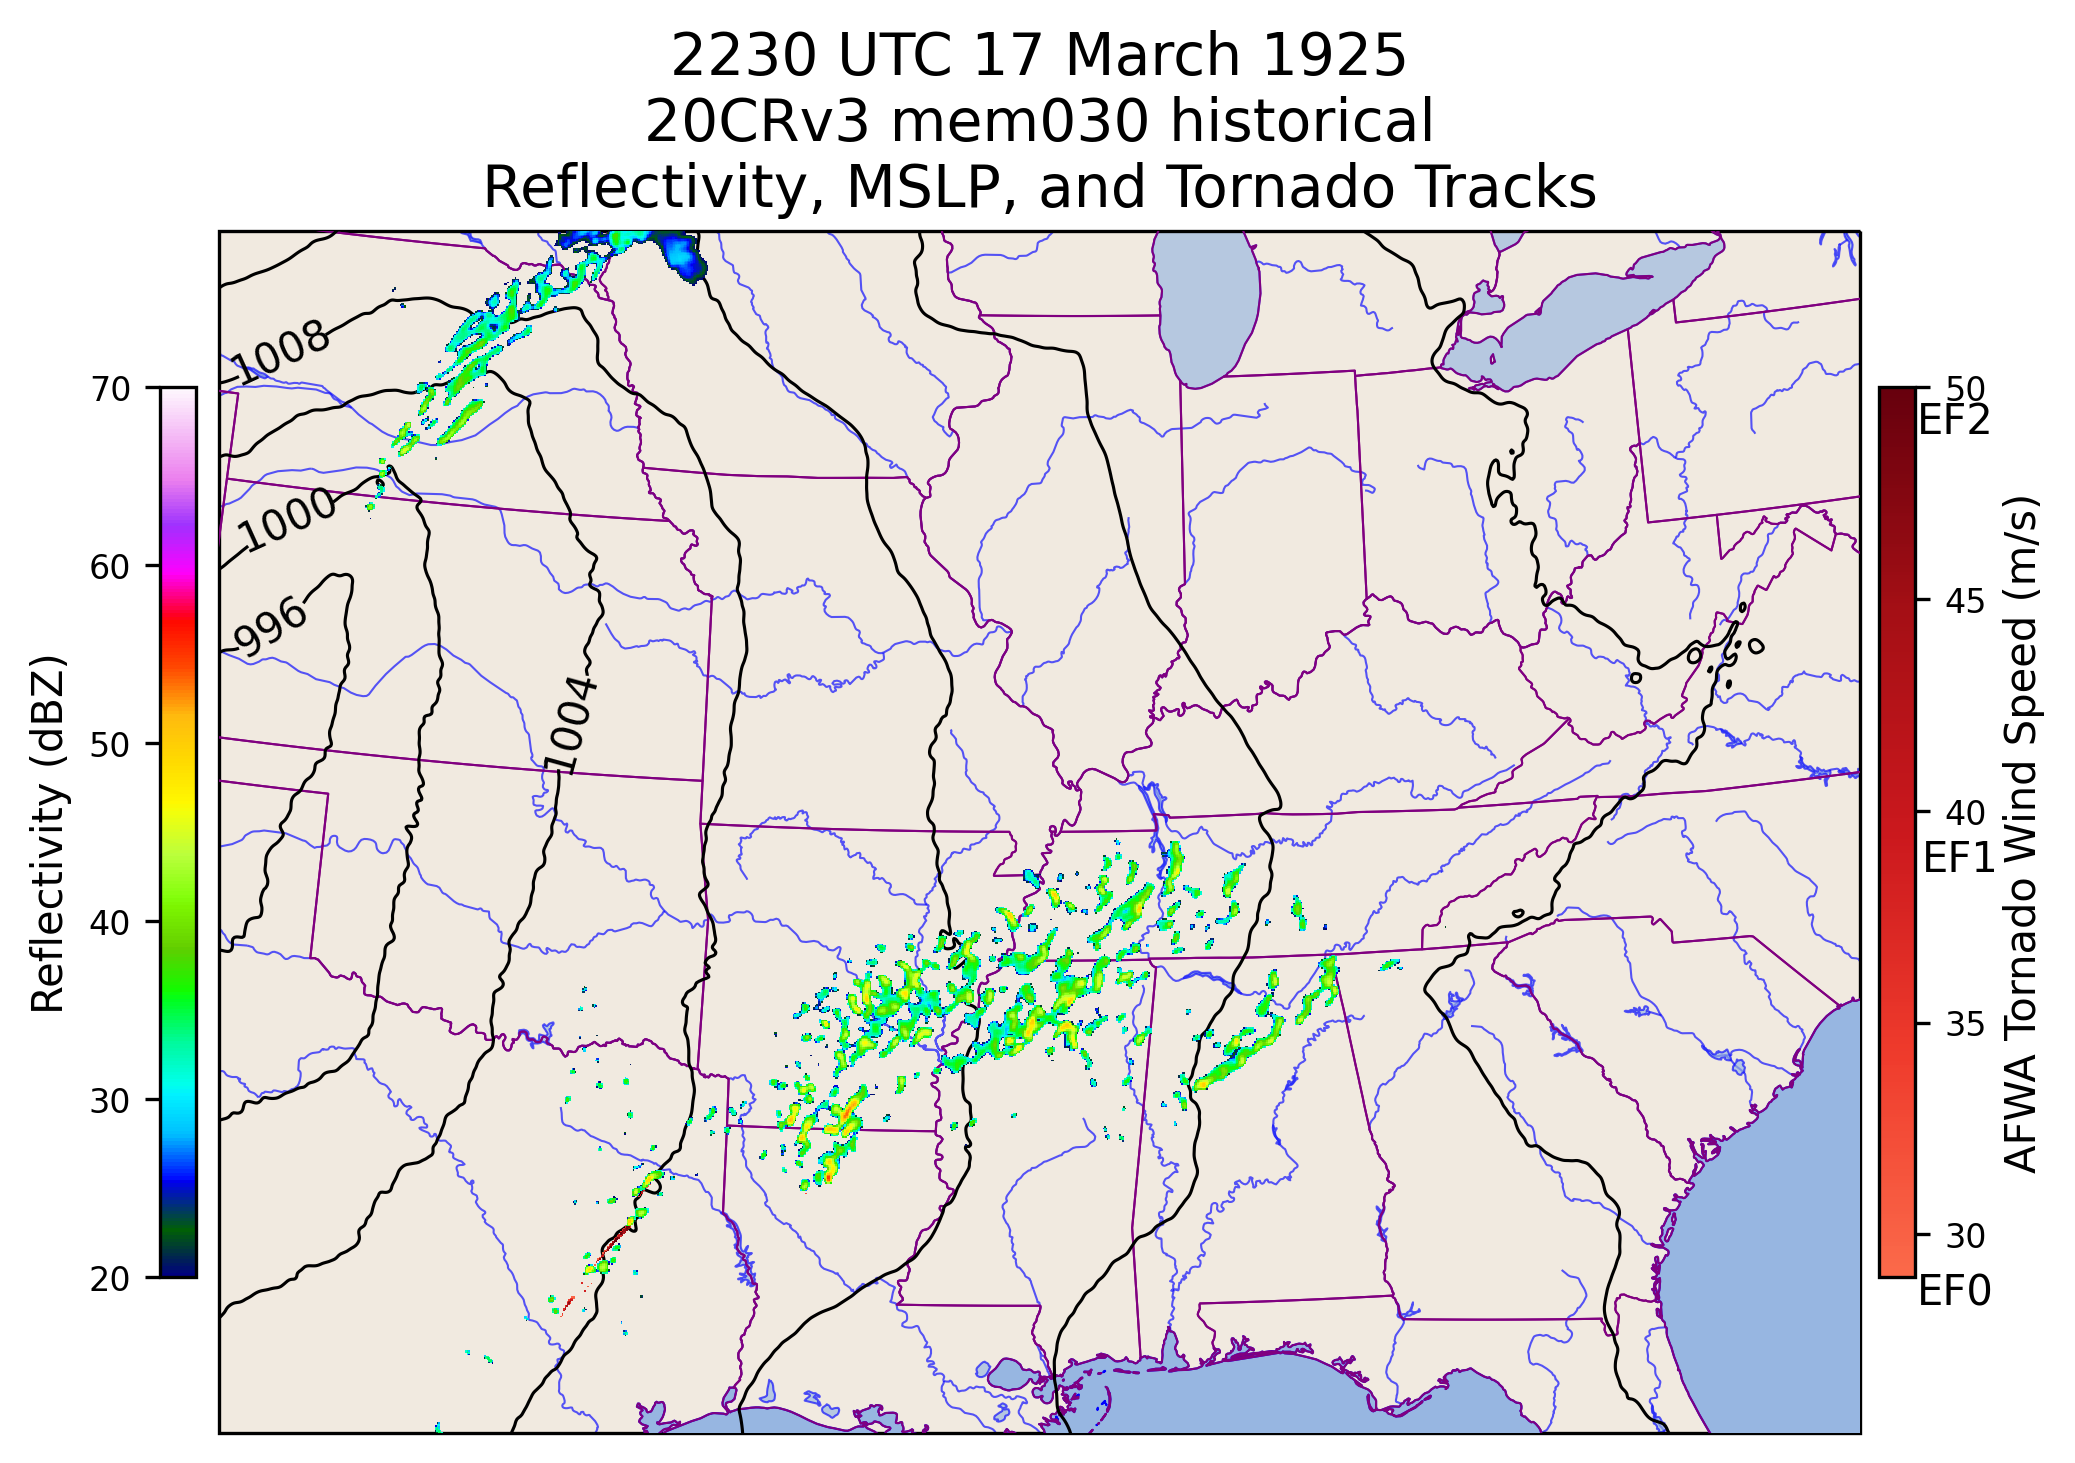 2230 UTC 17 March 1925
20CRv3 mem030 historical
Reflectivity, MSLP, and Tornado Tracks
1008
1000
996
1004
70
60
50
40
30
20
Reflectivity (dBZ)
50
EF2
45
40
EF1
35
30
EF0
AFWA Tornado Wind Speed (m/s)